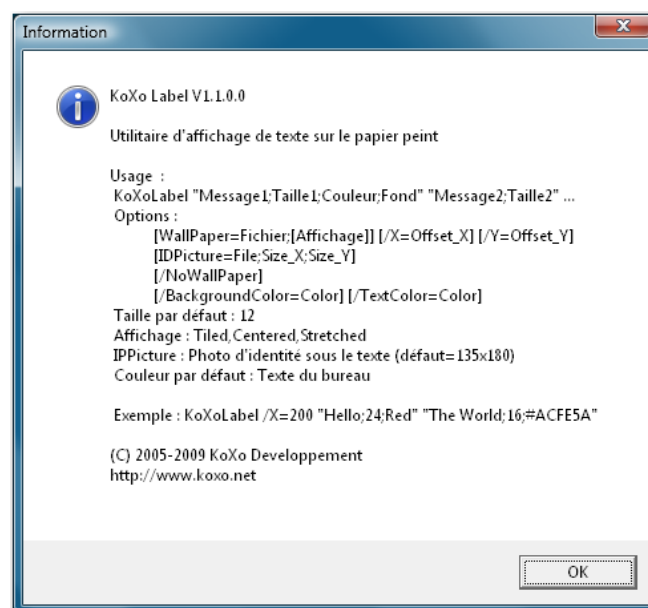 Information
KoXo Label V1.1.0.0
Utilitaire d'affichage de texte sur le papier peint
Usage :
KoXoLabel "Message1;Taille1;Couleur;Fond" "Message2;Taille2" ...
Options :
[WallPaper=Fichier;[Affichage]] [/X=Offset_X] [/Y=Offset_Y]
[IDPicture=File;Size_X;Size_Y]
[/NoWallPaper]
[/BackgroundColor=Color] [/TextColor=Color]
Taille par défaut : 12
Affichage : Tiled,Centered,Stretched
IPPicture : Photo d'identité sous le texte (défaut=135x180)
Couleur par défaut : Texte du bureau
Exemple : KoXoLabel /X=200 "Hello;24;Red" "The World;16;#ACFE5A"
(C) 2005-2009 KoXo Developpement
http://www.koxo.net
OK